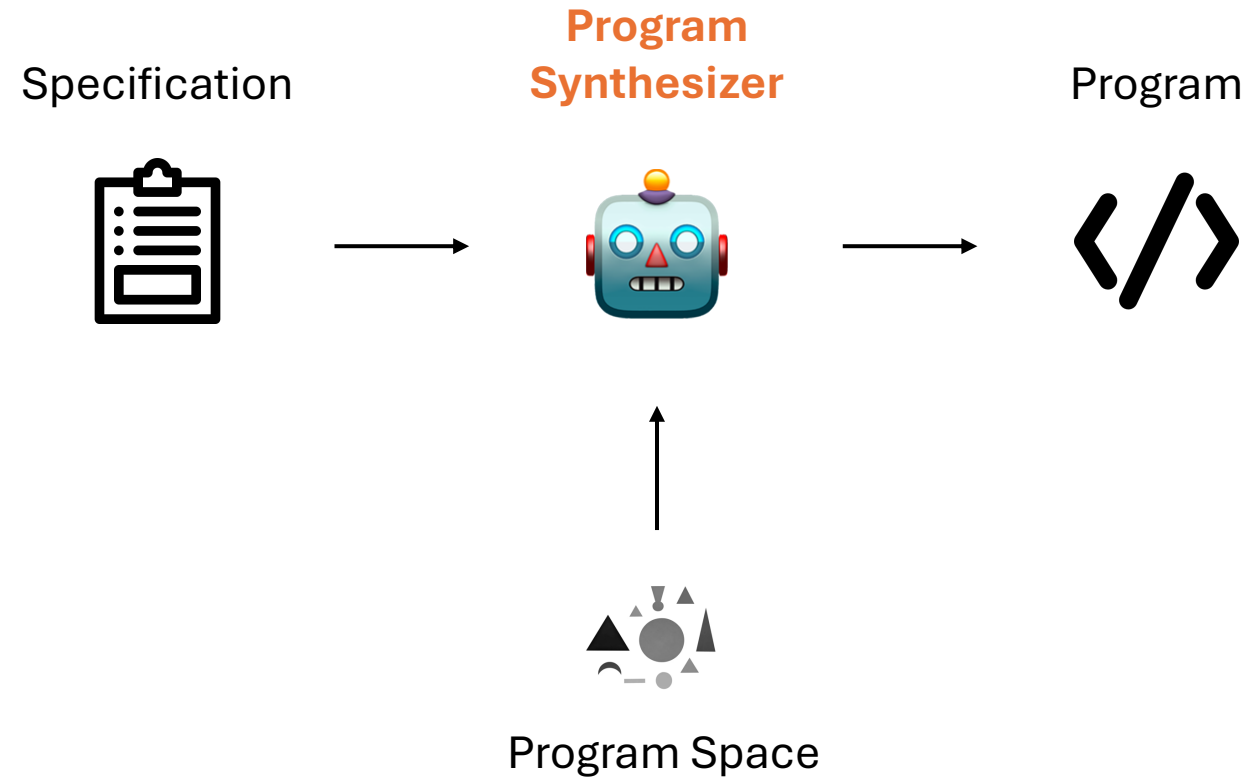 Specification
Program
Synthesizer
Program
Program Space